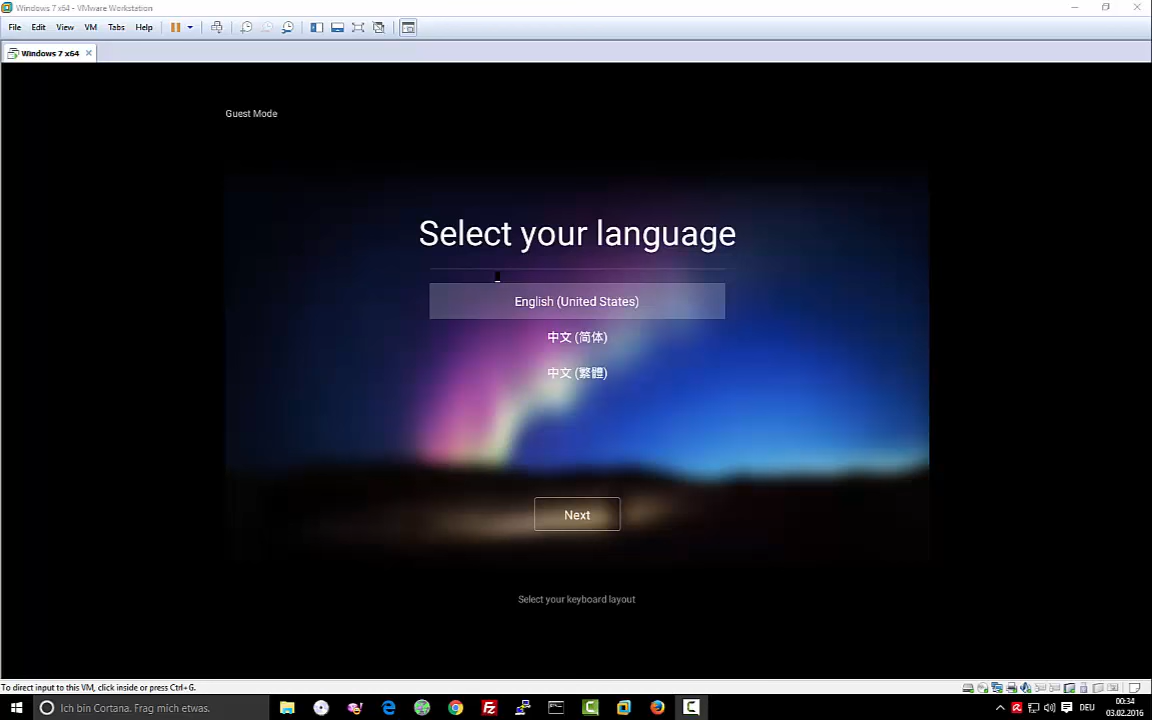 Windows 7 x64 - VMware Workstation
File Edit View VM Tabs Help
Windows 7 x64
Guest Mode
Select your language
English (United States)
中文 (简体)
中文 (繁體)
Next
Select your keyboard layout
To direct input to this VM, click inside or press Ctrl+G.
Ich bin Cortana. Frag mich etwas.
DEU
00:34
03.02.2016